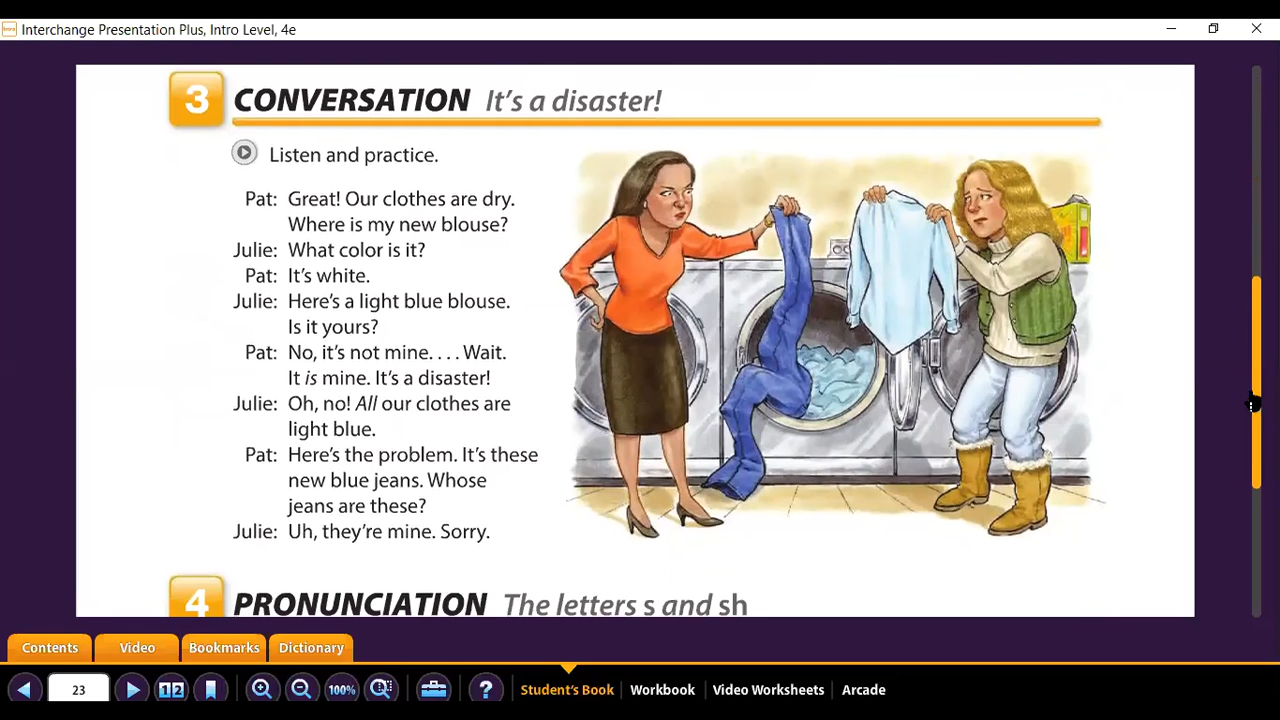 Interchange Presentation Plus, Intro Level, 4e
3 CONVERSATION It's a disaster!
Listen and practice.
Pat: Great! Our clothes are dry.
Where is my new blouse?
Julie: What color is it?
Pat: It's white.
Julie: Here's a light blue blouse.
Is it yours?
Pat: No, it's not mine. . . . Wait.
It is mine. It's a disaster!
Julie: Oh, no! All our clothes are
light blue.
Pat: Here's the problem. It's these
new blue jeans. Whose
jeans are these?
Julie: Uh, they're mine. Sorry.
4 PRONUNCIATION The letters s and sh
Contents Video Bookmarks Dictionary
23 12 100% ? Student's Book Workbook Video Worksheets Arcade